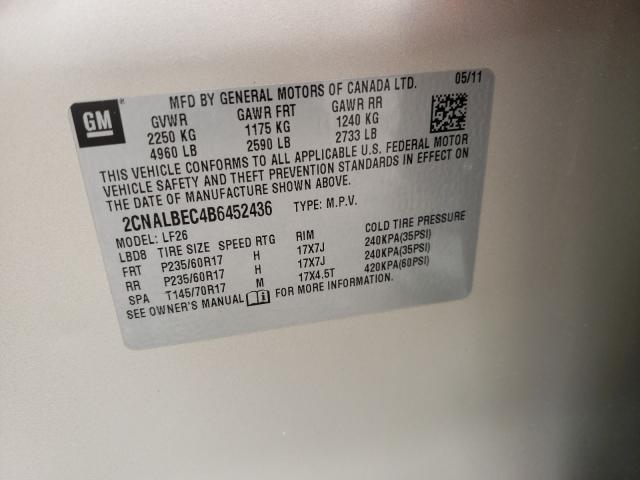 GM
MFD BY GENERAL MOTORS OF CANADA LTD. 05/11
GVWR GAWR FRT GAWR RR
2250 KG 1175 KG 1240 KG
4960 LB 2590 LB 2733 LB
THIS VEHICLE CONFORMS TO ALL APPLICABLE U.S. FEDERAL MOTOR
VEHICLE SAFETY AND THEFT PREVENTION STANDARDS IN EFFECT ON
THE DATE OF MANUFACTURE SHOWN ABOVE.
2CNALBEC4B6452436 TYPE: M.P.V.
MODEL: LF26
LBDB TIRE SIZE SPEED RTG RIM COLD TIRE PRESSURE
FRT P235/60R17 H 17X7J 240KPA(35PSI)
RR P235/60R17 H 17X7J 240KPA(35PSI)
SPA T145/70R17 M 17X4.5T 420KPA(60PSI)
SEE OWNER'S MANUAL FOR MORE INFORMATION.